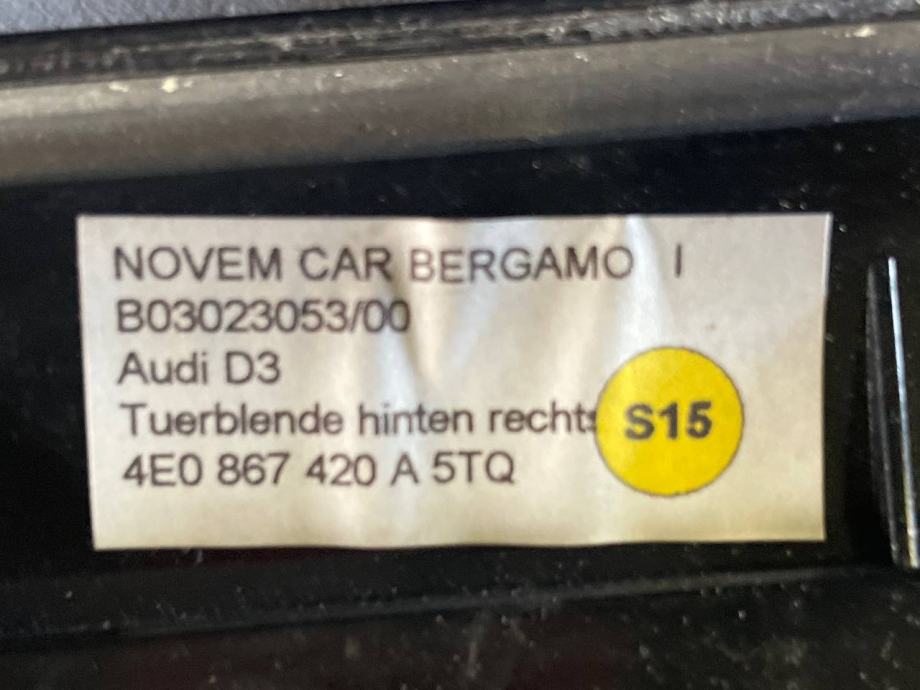 NOVEM CAR BERGAMO I
B03023053/00
Audi D3
Tuerblende hinten rechts
S15
4E0 867 420 A 5TQ